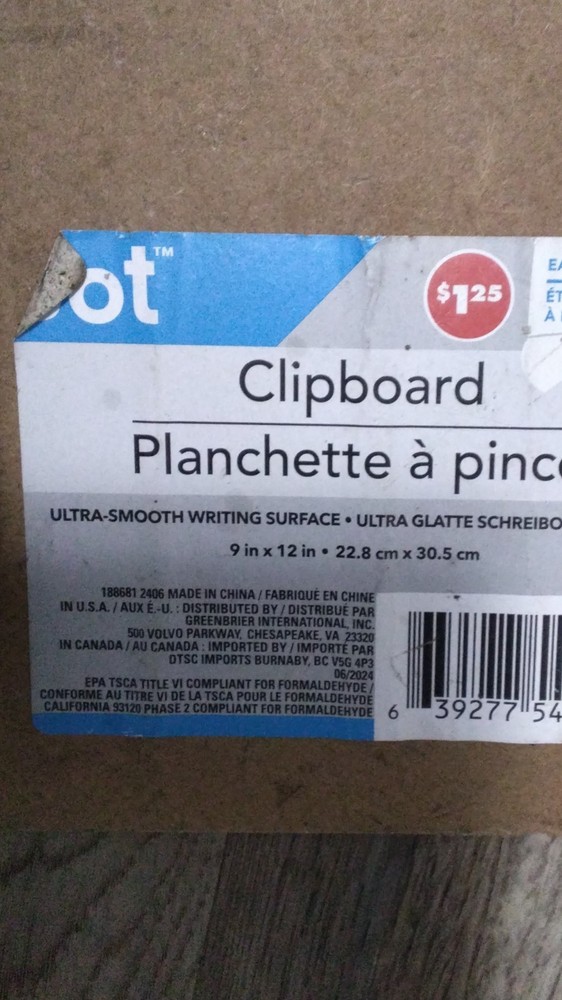 ot™
$1.25
Clipboard
Planchette à pinc
ULTRA-SMOOTH WRITING SURFACE • ULTRA GLATTE SCHREIBO
9 in x 12 in • 22.8 cm x 30.5 cm
188681 2406 MADE IN CHINA / FABRIQUÉ EN CHINE
IN U.S.A. / AUX É.-U. : DISTRIBUTED BY / DISTRIBUÉ PAR
GREENBRIER INTERNATIONAL, INC.
500 VOLVO PARKWAY, CHESAPEAKE, VA 23320
IN CANADA / AU CANADA : IMPORTED BY / IMPORTÉ PAR
DTSC IMPORTS BURNABY, BC V5G 4P3
06/2024
EPA TSCA TITLE VI COMPLIANT FOR FORMALDEHYDE /
CONFORME AU TITRE VI DE LA TSCA POUR LE FORMALDEHYDE
CALIFORNIA 93120 PHASE 2 COMPLIANT FOR FORMALDEHYDE
6 39277 54